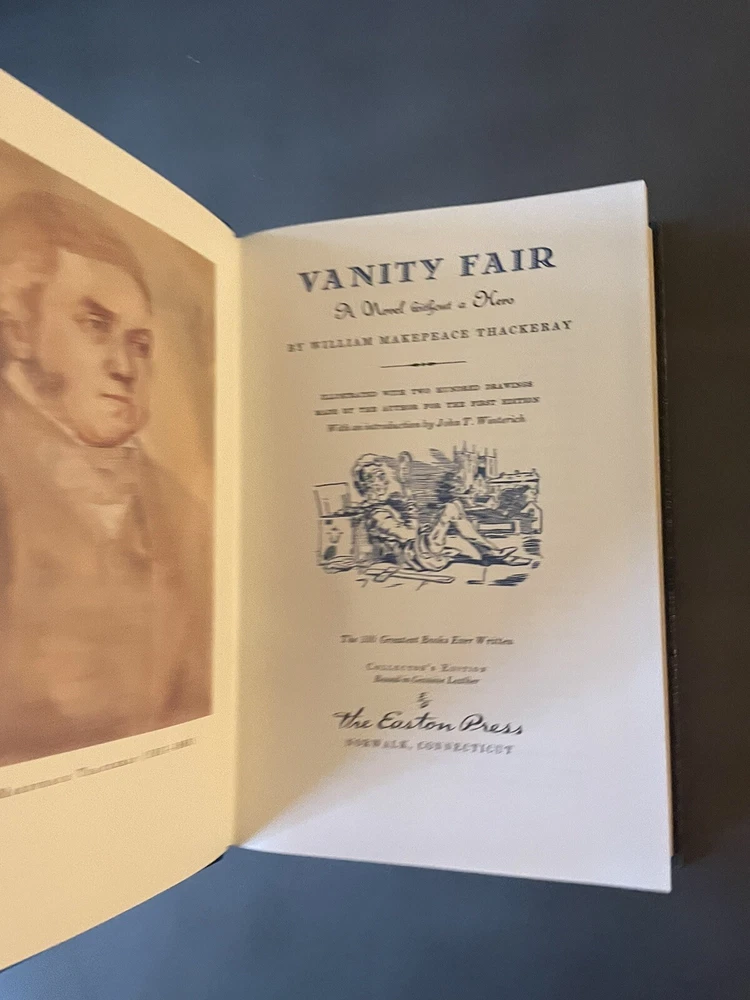 Makepeace Thackeray
VANITY FAIR
A Novel without a Hero
BY WILLIAM MAKEPEACE THACKERAY
ILLUSTRATED WITH TWO HUNDRED DRAWINGS
MADE BY THE AUTHOR FOR THE FIRST EDITION
With an introduction by John T. Winterich
The 100 Greatest Books Ever Written
COLLECTOR'S EDITION
Bound in Genuine Leather
the Easton Press
NORWALK, CONNECTICUT